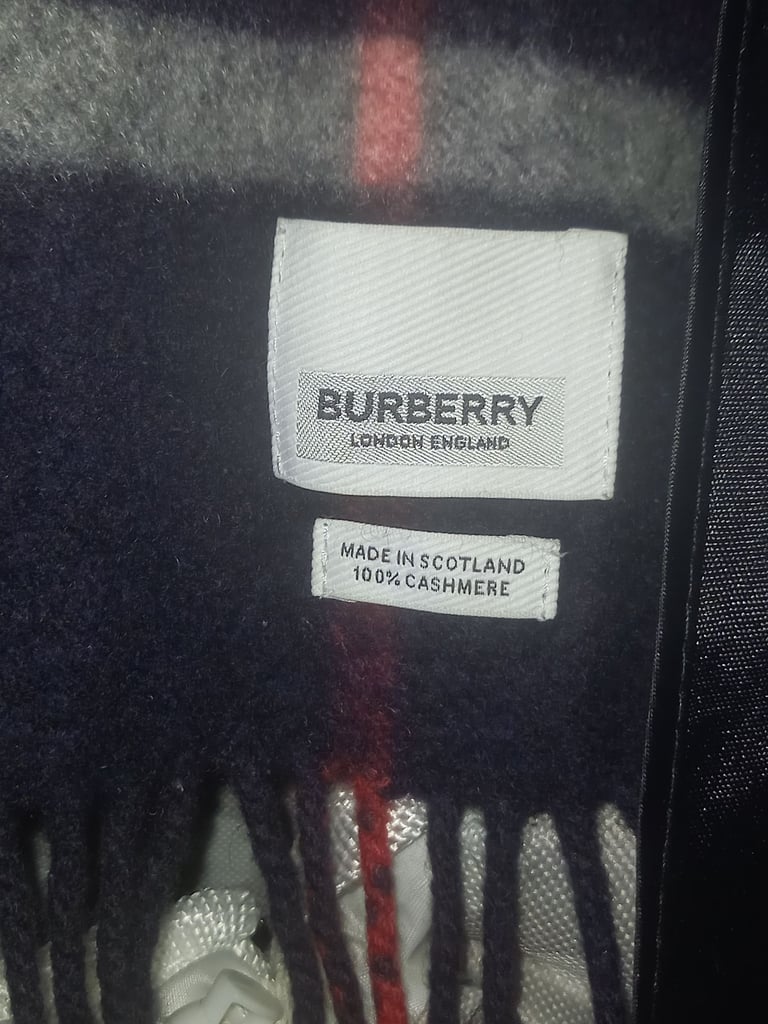 BURBERRY
LONDON ENGLAND
MADE IN SCOTLAND
100% CASHMERE